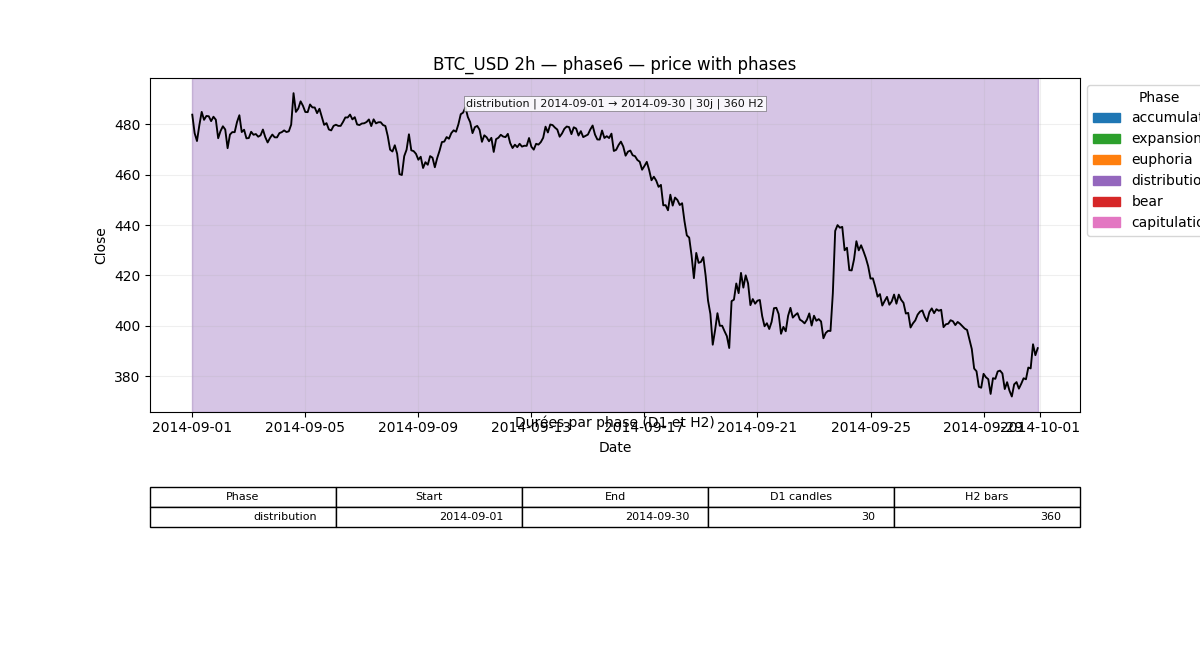 BTC_USD 2h — phase6 — price with phases
distribution | 2014-09-01 → 2014-09-30 | 30j | 360 H2
Phase
accumulat
expansion
euphoria
distributio
bear
capitulatio
Close
480
460
440
420
400
380
2014-09-01 2014-09-05 2014-09-09 2014-09-13 2014-09-17 2014-09-21 2014-09-25 2014-09-29 2014-10-01
Durées par phase (D1 et H2)
Date
Phase Start End D1 candles H2 bars
distribution 2014-09-01 2014-09-30 30 360